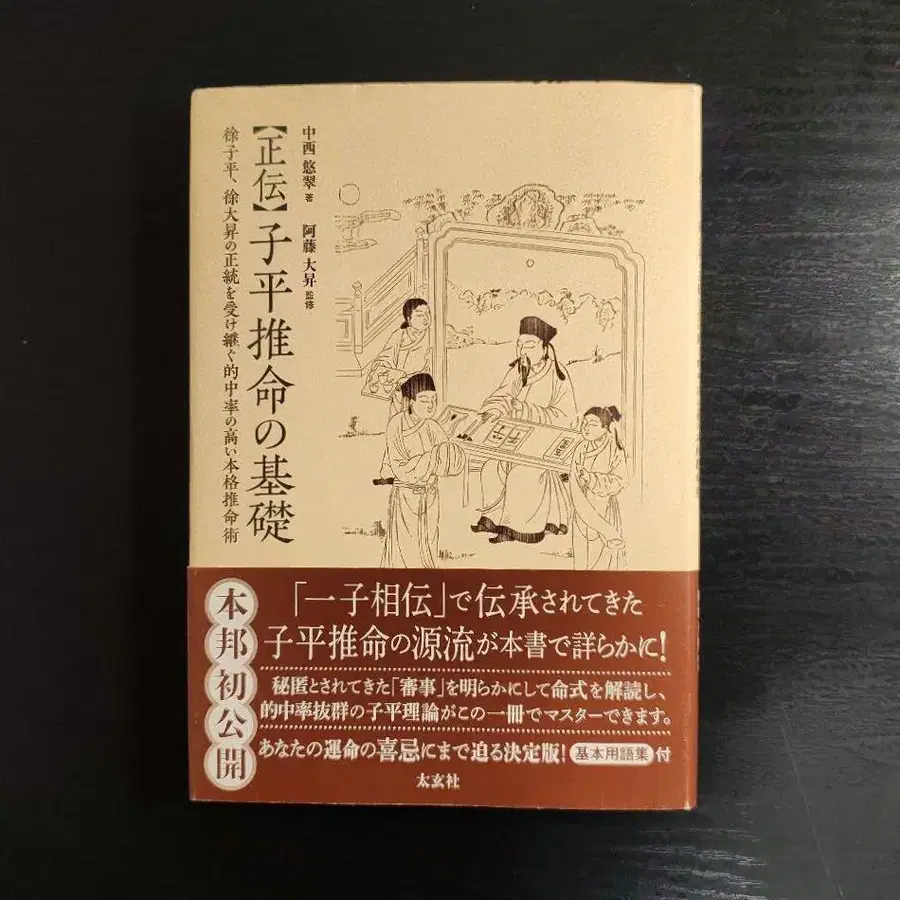 中西 悠翠 著
阿藤 大昇 監修
【正伝】子平推命の基礎
徐子平、徐大昇の正統を受け継ぐ的中率の高い本格推命術
本邦初公開
「一子相伝」で伝承されてきた
子平推命の源流が本書で詳らかに!
秘匿とされてきた「審事」を明らかにして命式を解読し、
的中率抜群の子平理論がこの一冊でマスターできます。
あなたの運命の喜忌にまで迫る決定版! 基本用語集 付
太玄社